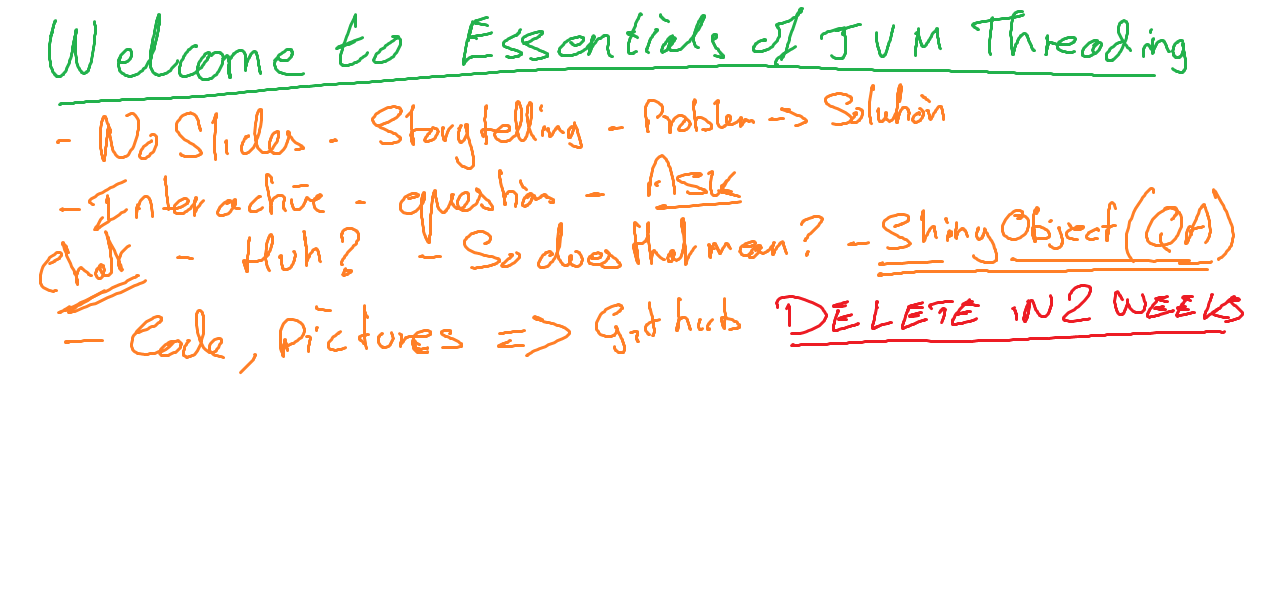 Welcome to Essentials of JVM Threading
- No Slides - Storytelling - Problem -> Solution
- Interactive - question - Ask
Chat - Huh? - So does that mean? - Shiny Object (QA)
- Code, pictures => Github DELETE IN 2 WEEKS